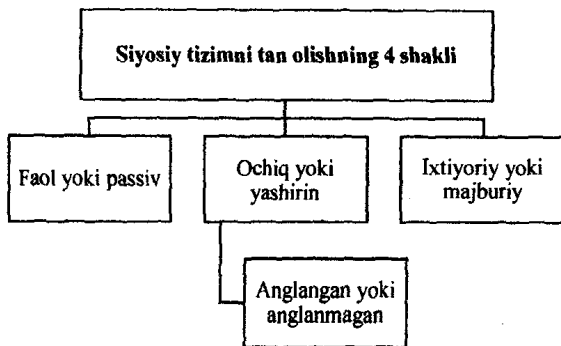 Siyosiy tizimni tan olishning 4 shakli
Faol yoki passiv
Ochiq yoki
yashirin
Ixtiyoriy yoki
majburiy
Anglangan yoki
anglanmagan